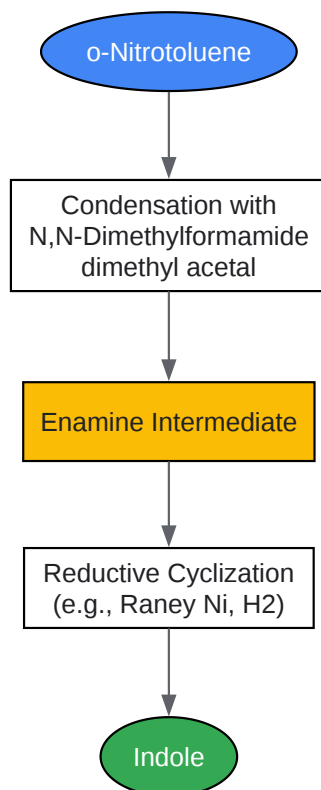 o-Nitrotoluene
Condensation with
N,N-Dimethylformamide
dimethyl acetal
Enamine Intermediate
Reductive Cyclization
(e.g., Raney Ni, H2)
Indole